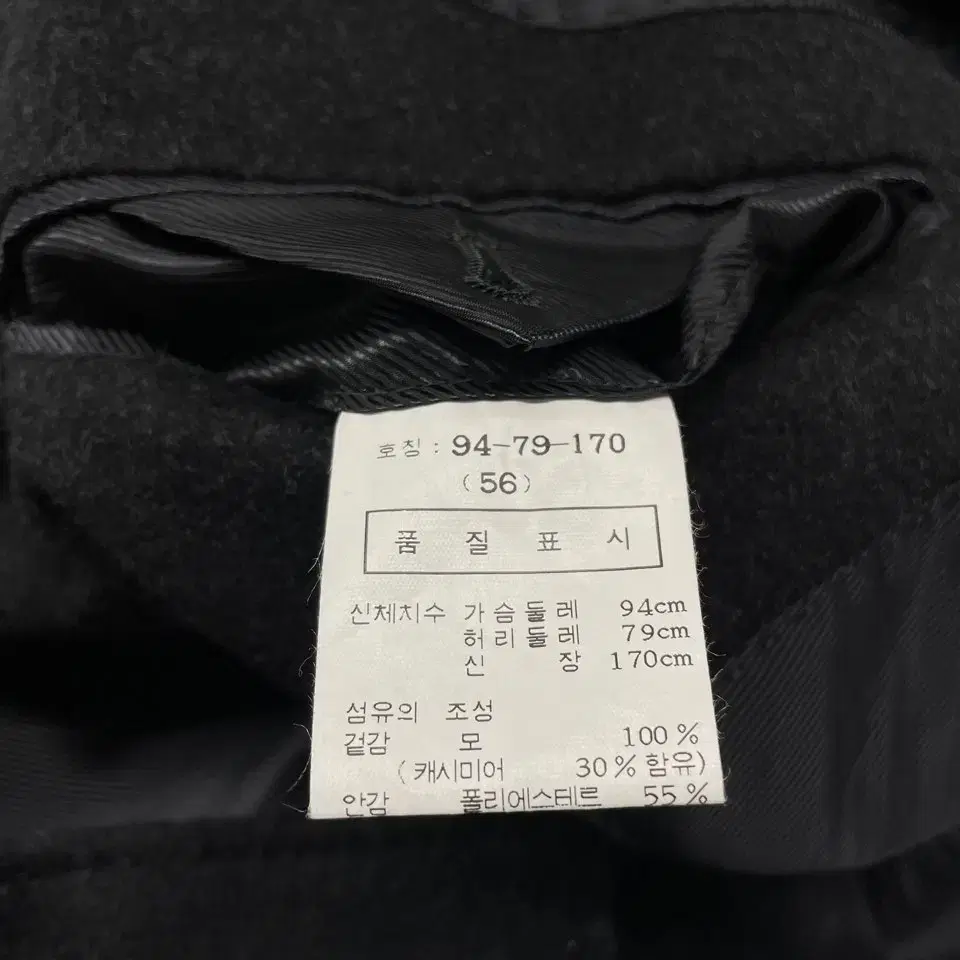 호칭 : 94-79-170
(56)
품 질 표 시
신체치수 가슴둘레 94cm
허리둘레 79cm
신 장 170cm
섬유의 조성
겉감 모 100%
(캐시미어 30% 함유)
안감 폴리에스테르 55%